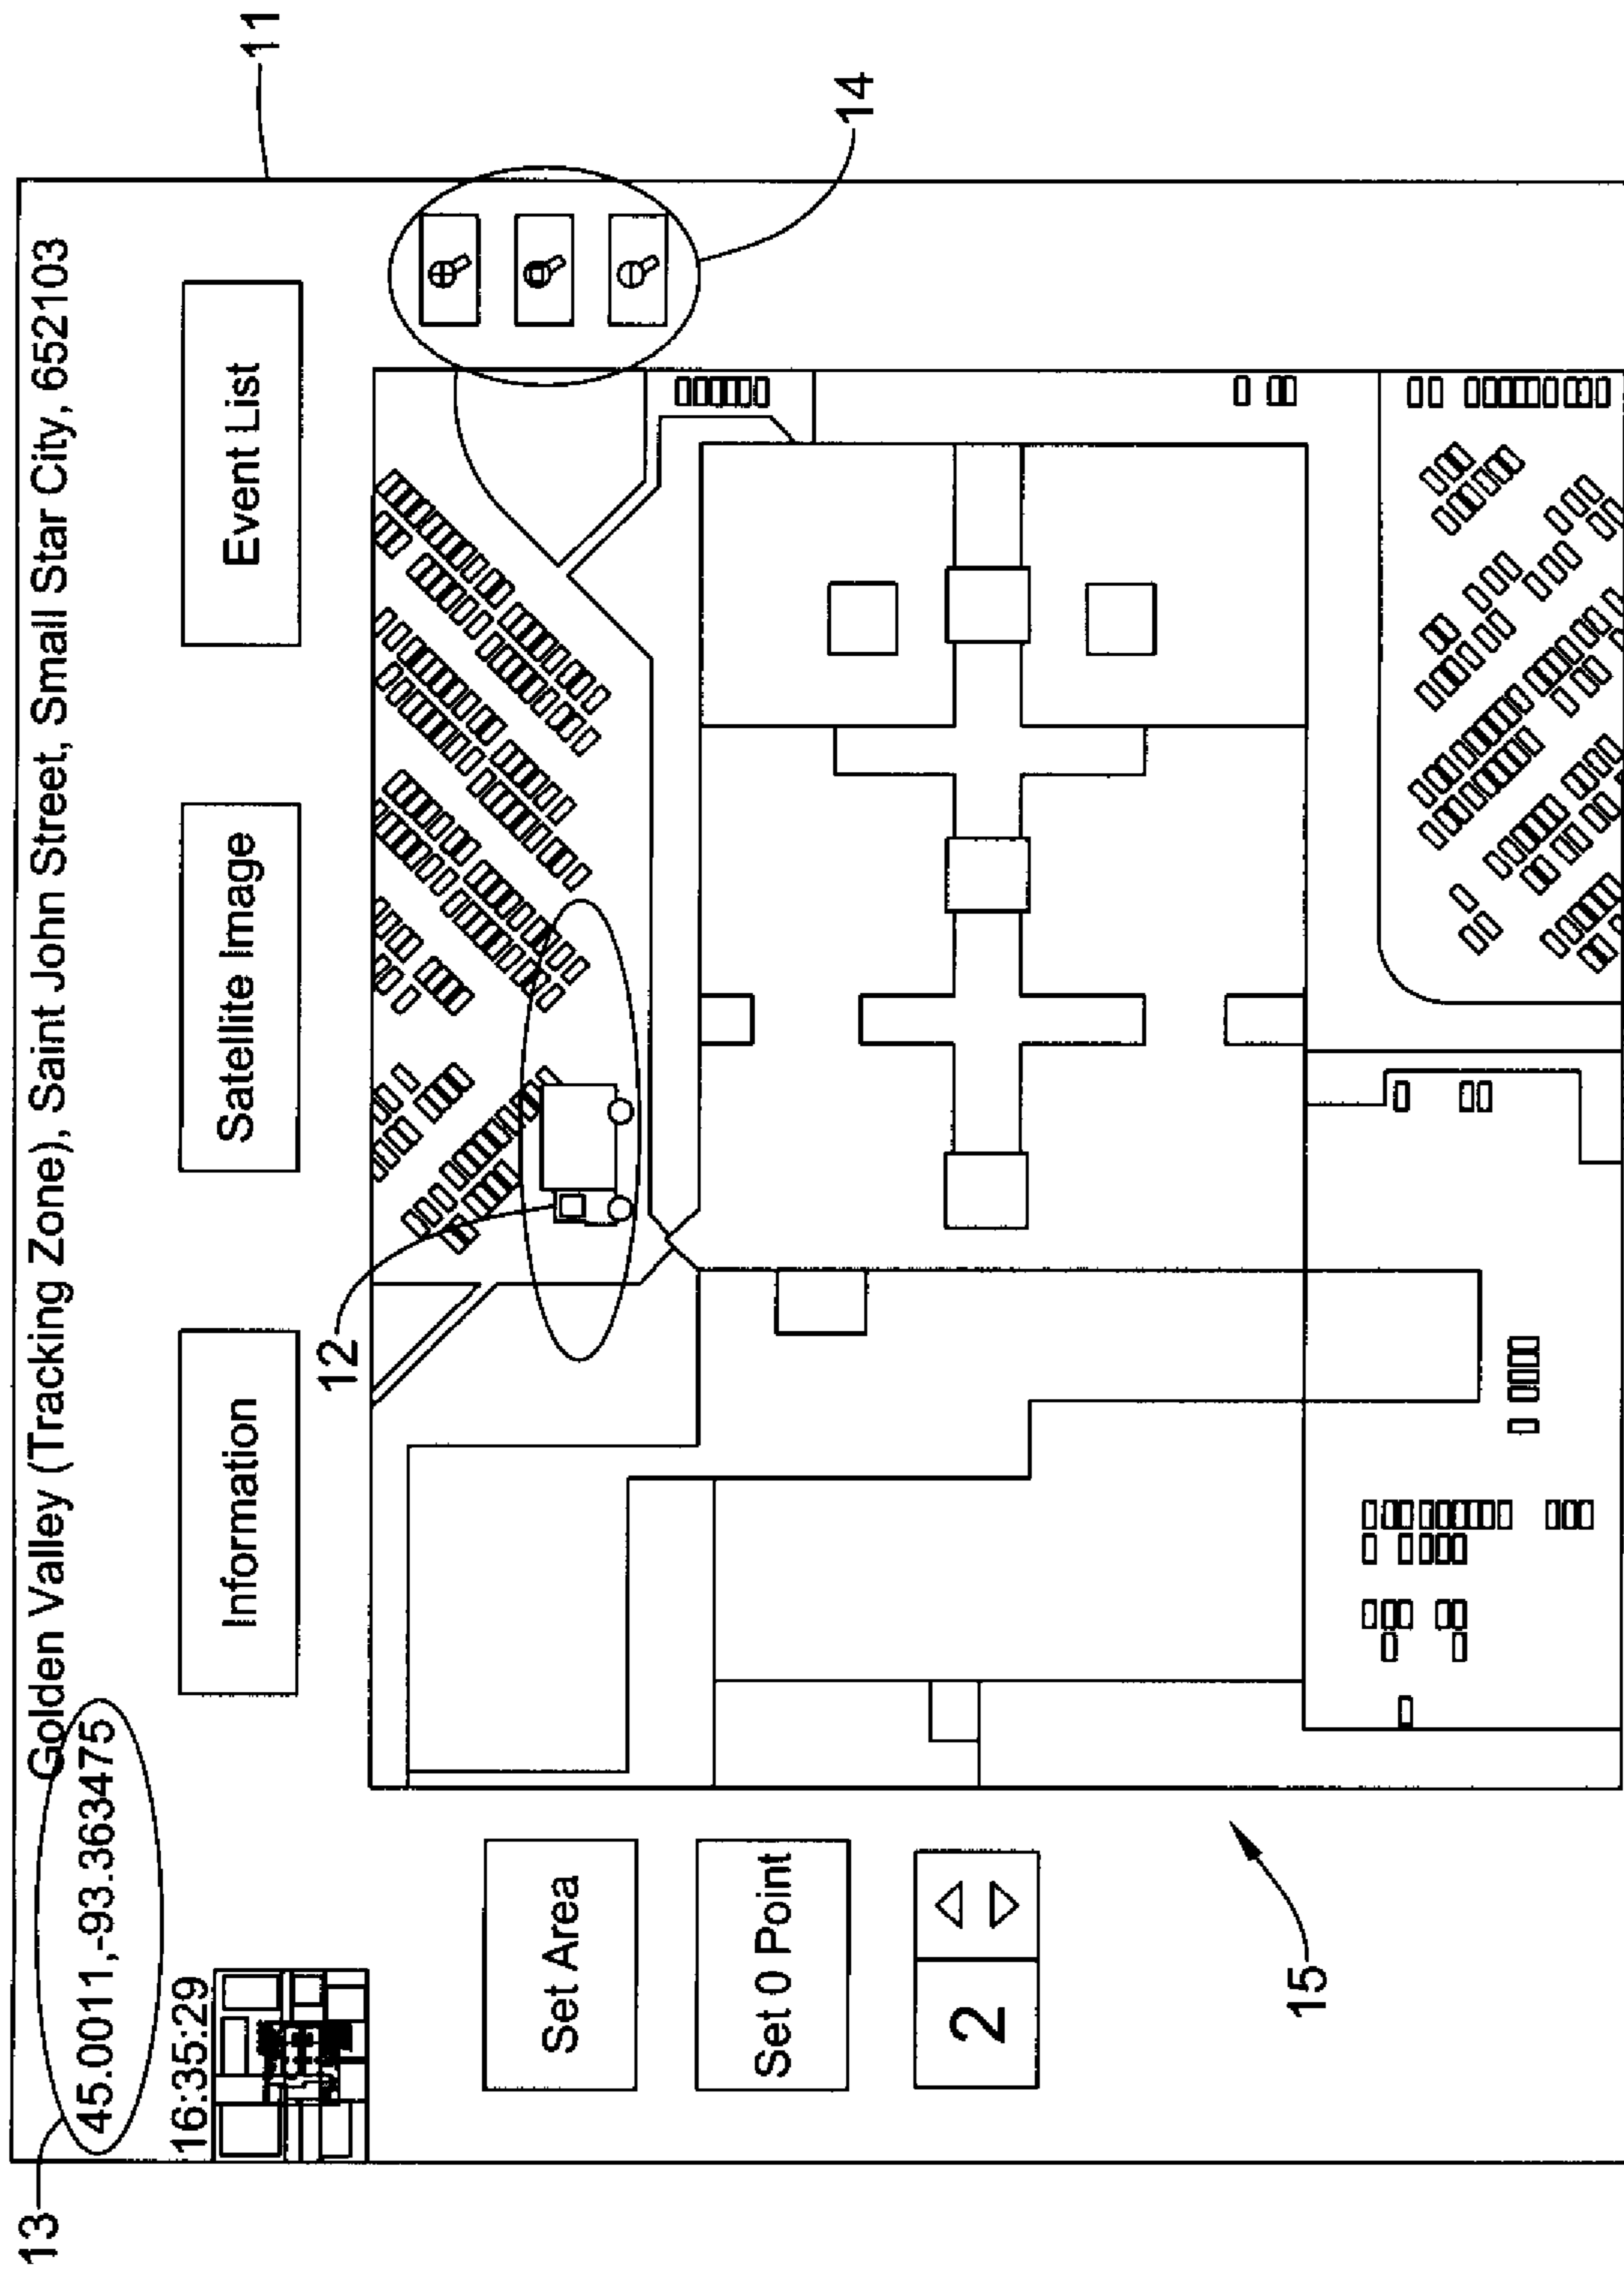 11
Golden Valley (Tracking Zone), Saint John Street, Small Star City, 652103
13
45.0011,-93.363475
16:35:29
Information
Satellite Image
Event List
12
14
Set Area
Set 0 Point
2
15